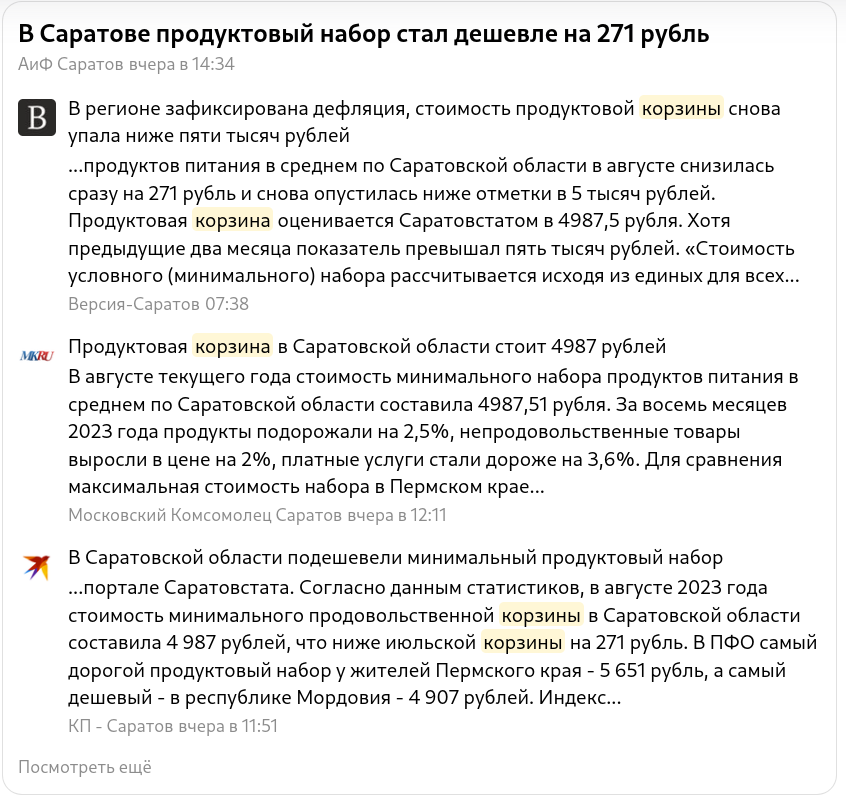 В Саратове продуктовый набор стал дешевле на 271 рубль
АиФ Саратов вчера в 14:34
B
В регионе зафиксирована дефляция, стоимость продуктовой корзины снова
упала ниже пяти тысяч рублей
...продуктов питания в среднем по Саратовской области в августе снизилась
сразу на 271 рубль и снова опустилась ниже отметки в 5 тысяч рублей.
Продуктовая корзина оценивается Саратовстатом в 4987,5 рубля. Хотя
предыдущие два месяца показатель превышал пять тысяч рублей. «Стоимость
условного (минимального) набора рассчитывается исходя из единых для всех...
Версия-Саратов 07:38
MKRU
Продуктовая корзина в Саратовской области стоит 4987 рублей
В августе текущего года стоимость минимального набора продуктов питания в
среднем по Саратовской области составила 4987,51 рубля. За восемь месяцев
2023 года продукты подорожали на 2,5%, непродовольственные товары
выросли в цене на 2%, платные услуги стали дороже на 3,6%. Для сравнения
максимальная стоимость набора в Пермском крае...
Московский Комсомолец Саратов вчера в 12:11
В Саратовской области подешевели минимальный продуктовый набор
...портале Саратовстата. Согласно данным статистиков, в августе 2023 года
стоимость минимального продовольственной корзины в Саратовской области
составила 4 987 рублей, что ниже июльской корзины на 271 рубль. В ПФО самый
дорогой продуктовый набор у жителей Пермского края - 5 651 рубль, а самый
дешевый - в республике Мордовия - 4 907 рублей. Индекс...
КП - Саратов вчера в 11:51
Посмотреть ещё